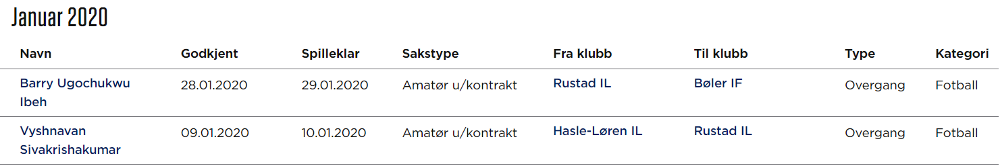 Januar 2020
Navn Godkjent Spilleklar Sakstype Fra klubb Til klubb Type Kategori
Barry Ugochukwu Ibeh 28.01.2020 29.01.2020 Amatør u/kontrakt Rustad IL Bøler IF Overgang Fotball
Vyshnavan Sivakrishakumar 09.01.2020 10.01.2020 Amatør u/kontrakt Hasle-Løren IL Rustad IL Overgang Fotball